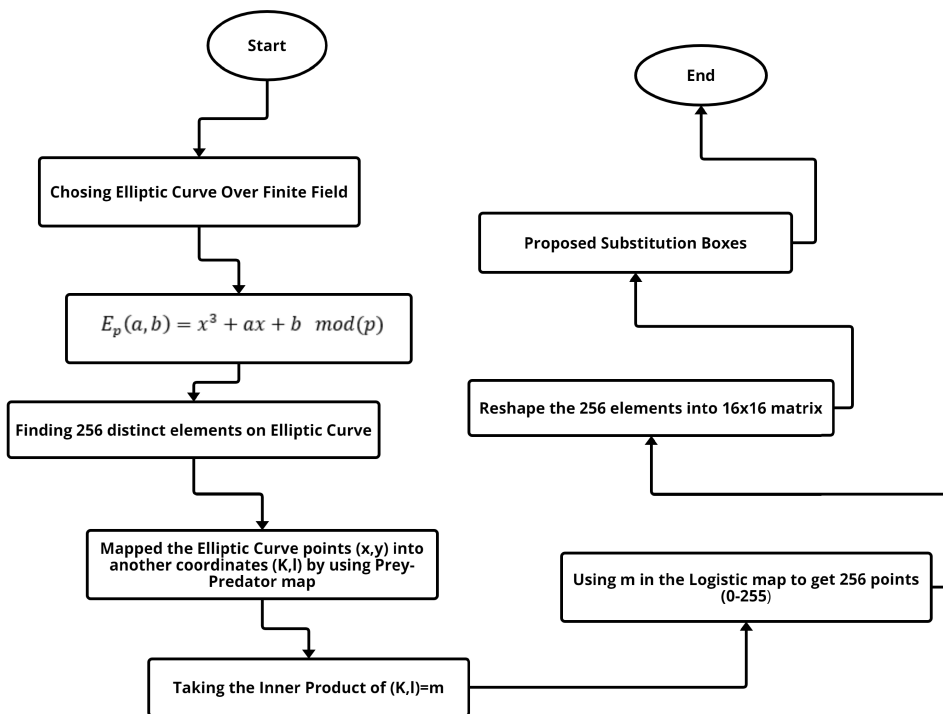 Start
Chosing Elliptic Curve Over Finite Field
Eₚ(a, b) = x³ + ax + b mod(p)
Finding 256 distinct elements on Elliptic Curve
Mapped the Elliptic Curve points (x,y) into
another coordinates (K,l) by using Prey-
Predator map
Taking the Inner Product of (K,l)=m
Using m in the Logistic map to get 256 points
(0-255)
Reshape the 256 elements into 16x16 matrix
Proposed Substitution Boxes
End